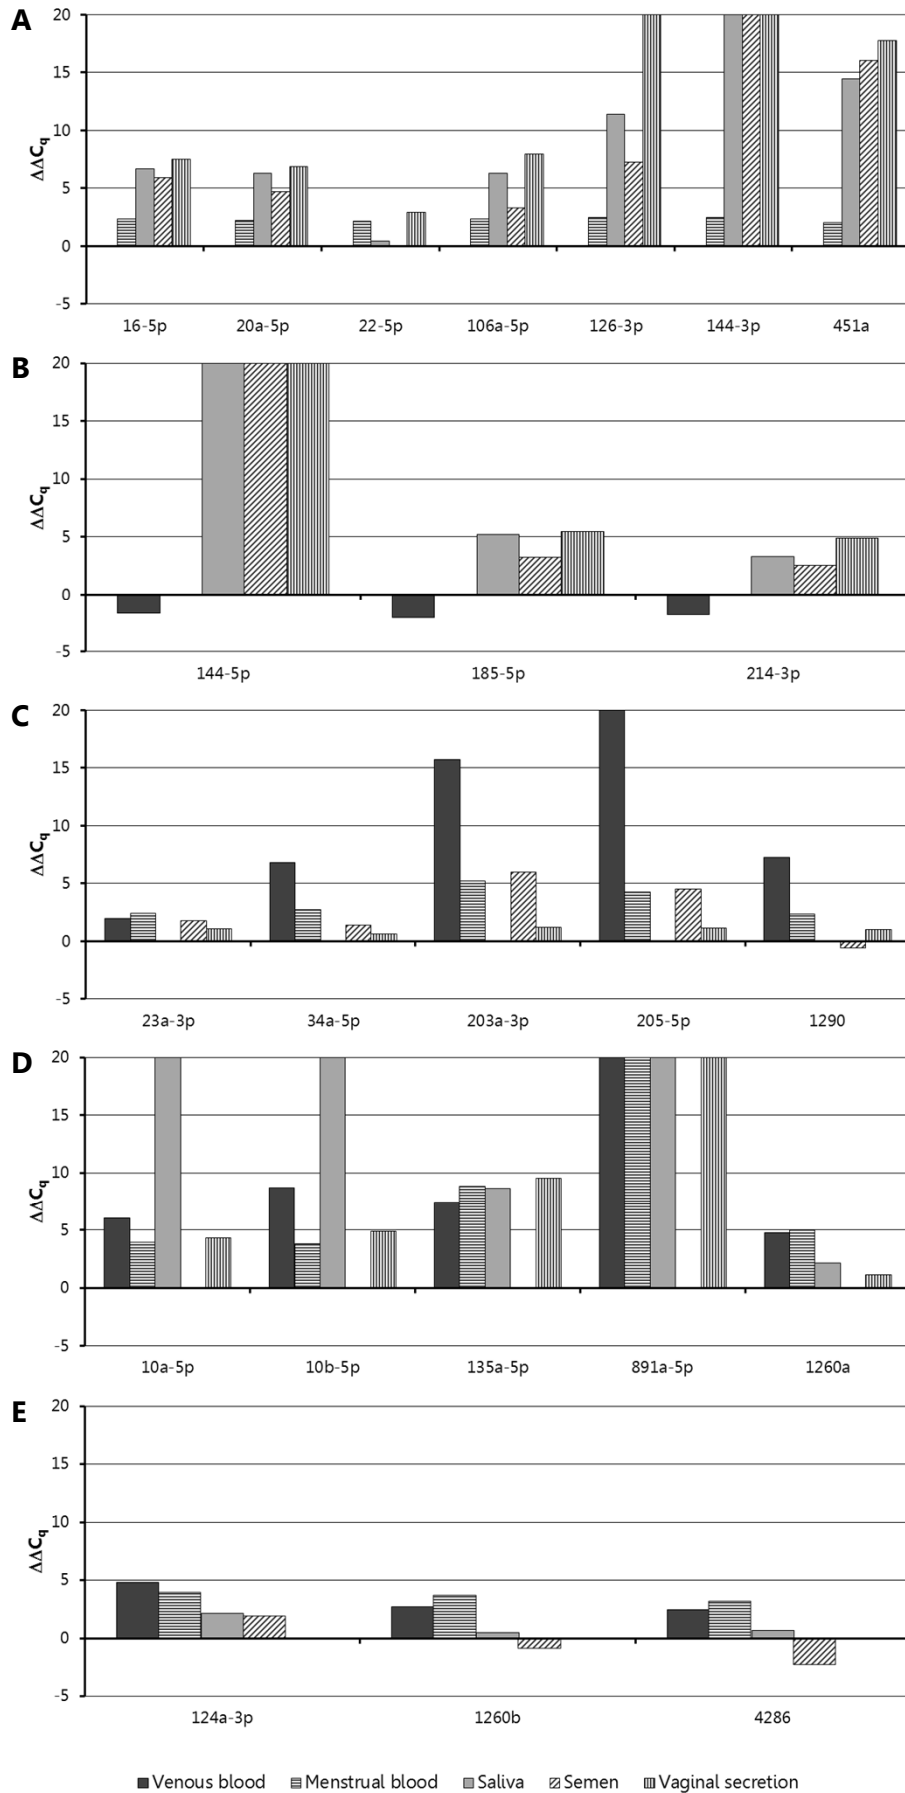 A
20
15
10
5
0
-5
ΔΔCq
16-5p 20a-5p 22-5p 106a-5p 126-3p 144-3p 451a
B
20
15
10
5
0
-5
ΔΔCq
144-5p 185-5p 214-3p
C
20
15
10
5
0
-5
ΔΔCq
23a-3p 34a-5p 203a-3p 205-5p 1290
D
20
15
10
5
0
-5
ΔΔCq
10a-5p 10b-5p 135a-5p 891a-5p 1260a
E
20
15
10
5
0
-5
ΔΔCq
124a-3p 1260b 4286
Venous blood Menstrual blood Saliva Semen Vaginal secretion